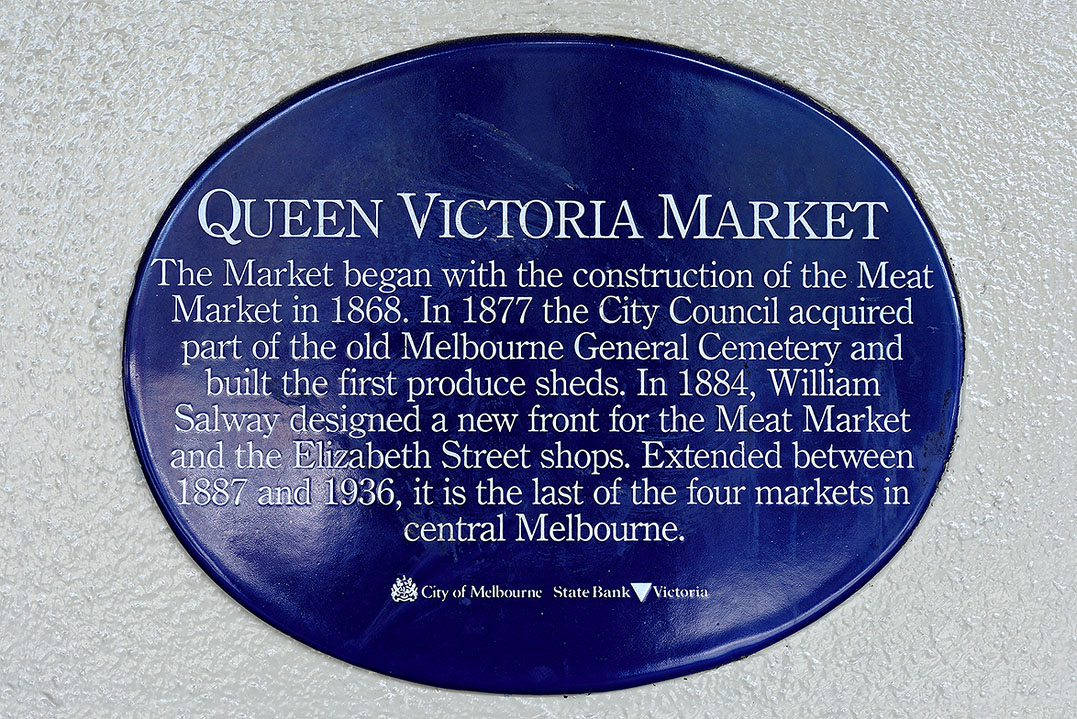 QUEEN VICTORIA MARKET
The Market began with the construction of the Meat
Market in 1868. In 1877 the City Council acquired
part of the old Melbourne General Cemetery and
built the first produce sheds. In 1884, William
Salway designed a new front for the Meat Market
and the Elizabeth Street shops. Extended between
1887 and 1936, it is the last of the four markets in
central Melbourne.
City of Melbourne State Bank Victoria